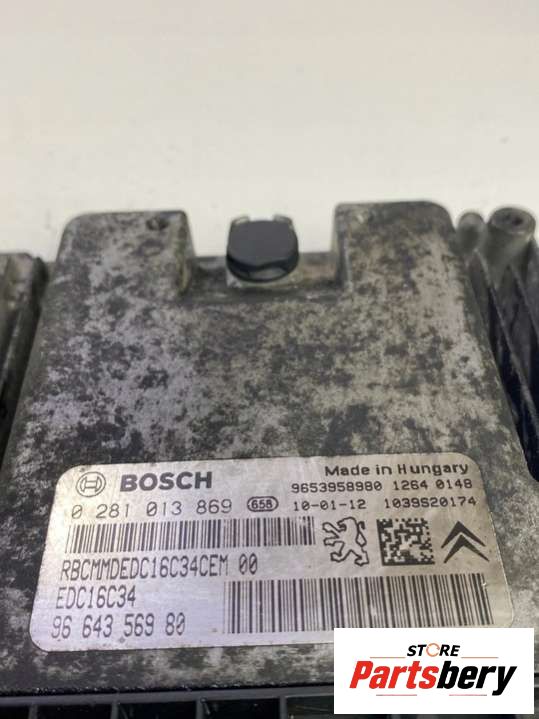 BOSCH
Made in Hungary
9653958980 1264 0148
0 281 013 869 658 10-01-12 1039S20174
RBCMMDEDC16C34CEM 00
EDC16C34
96 643 569 80
STORE
Partsbery